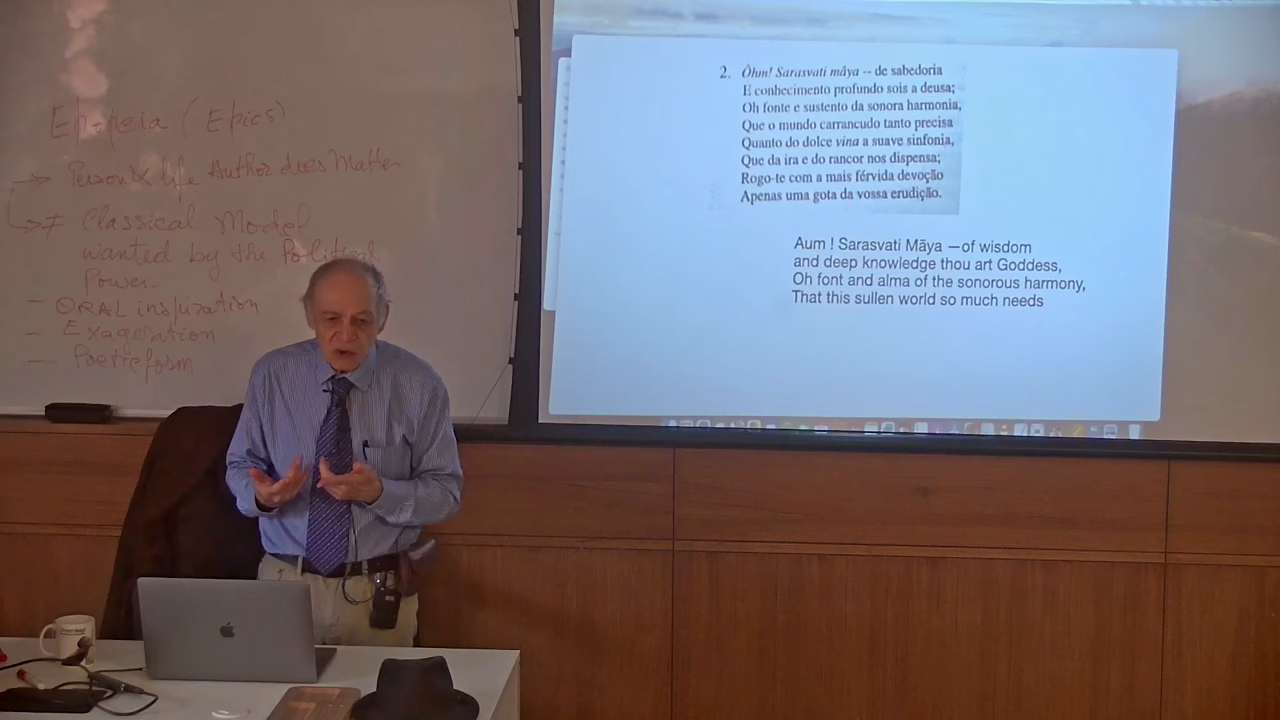 Epopeia (Epics)
→ Person X life Author does Matter
↳ ≠ Classical Model
wanted by the Political
Power.
- ORAL inspiration
- Exageration
- Poetic form
2. Õhm! Sarasvati mâya -- de sabedoria
E conhecimento profundo sois a deusa;
Oh fonte e sustento da sonora harmonia,
Que o mundo carrancudo tanto precisa
Quanto do dolce vina a suave sinfonia,
Que da ira e do rancor nos dispensa;
Rogo-te com a mais férvida devoção
Apenas uma gota da vossa erudição.
Aum ! Sarasvati Māya —of wisdom
and deep knowledge thou art Goddess,
Oh font and alma of the sonorous harmony,
That this sullen world so much needs